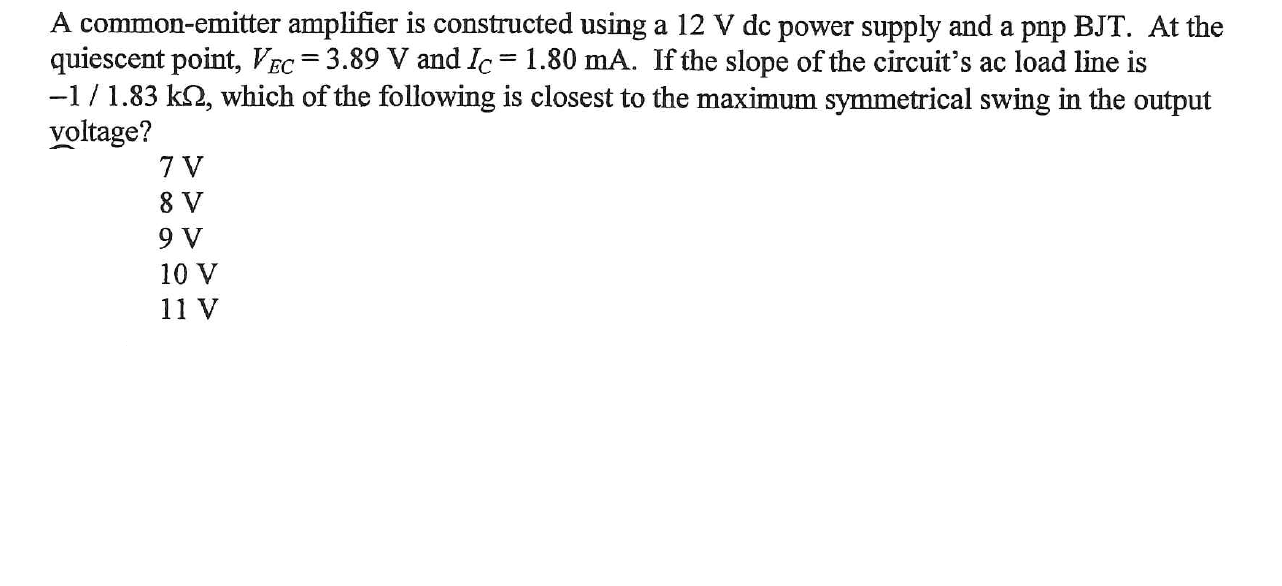 A common-emitter amplifier is constructed using a 12 V dc power supply and a pnp BJT. At the
quiescent point, VEC = 3.89 V and IC = 1.80 mA. If the slope of the circuit's ac load line is
–1 / 1.83 kΩ, which of the following is closest to the maximum symmetrical swing in the output
voltage?
7 V
8 V
9 V
10 V
11 V